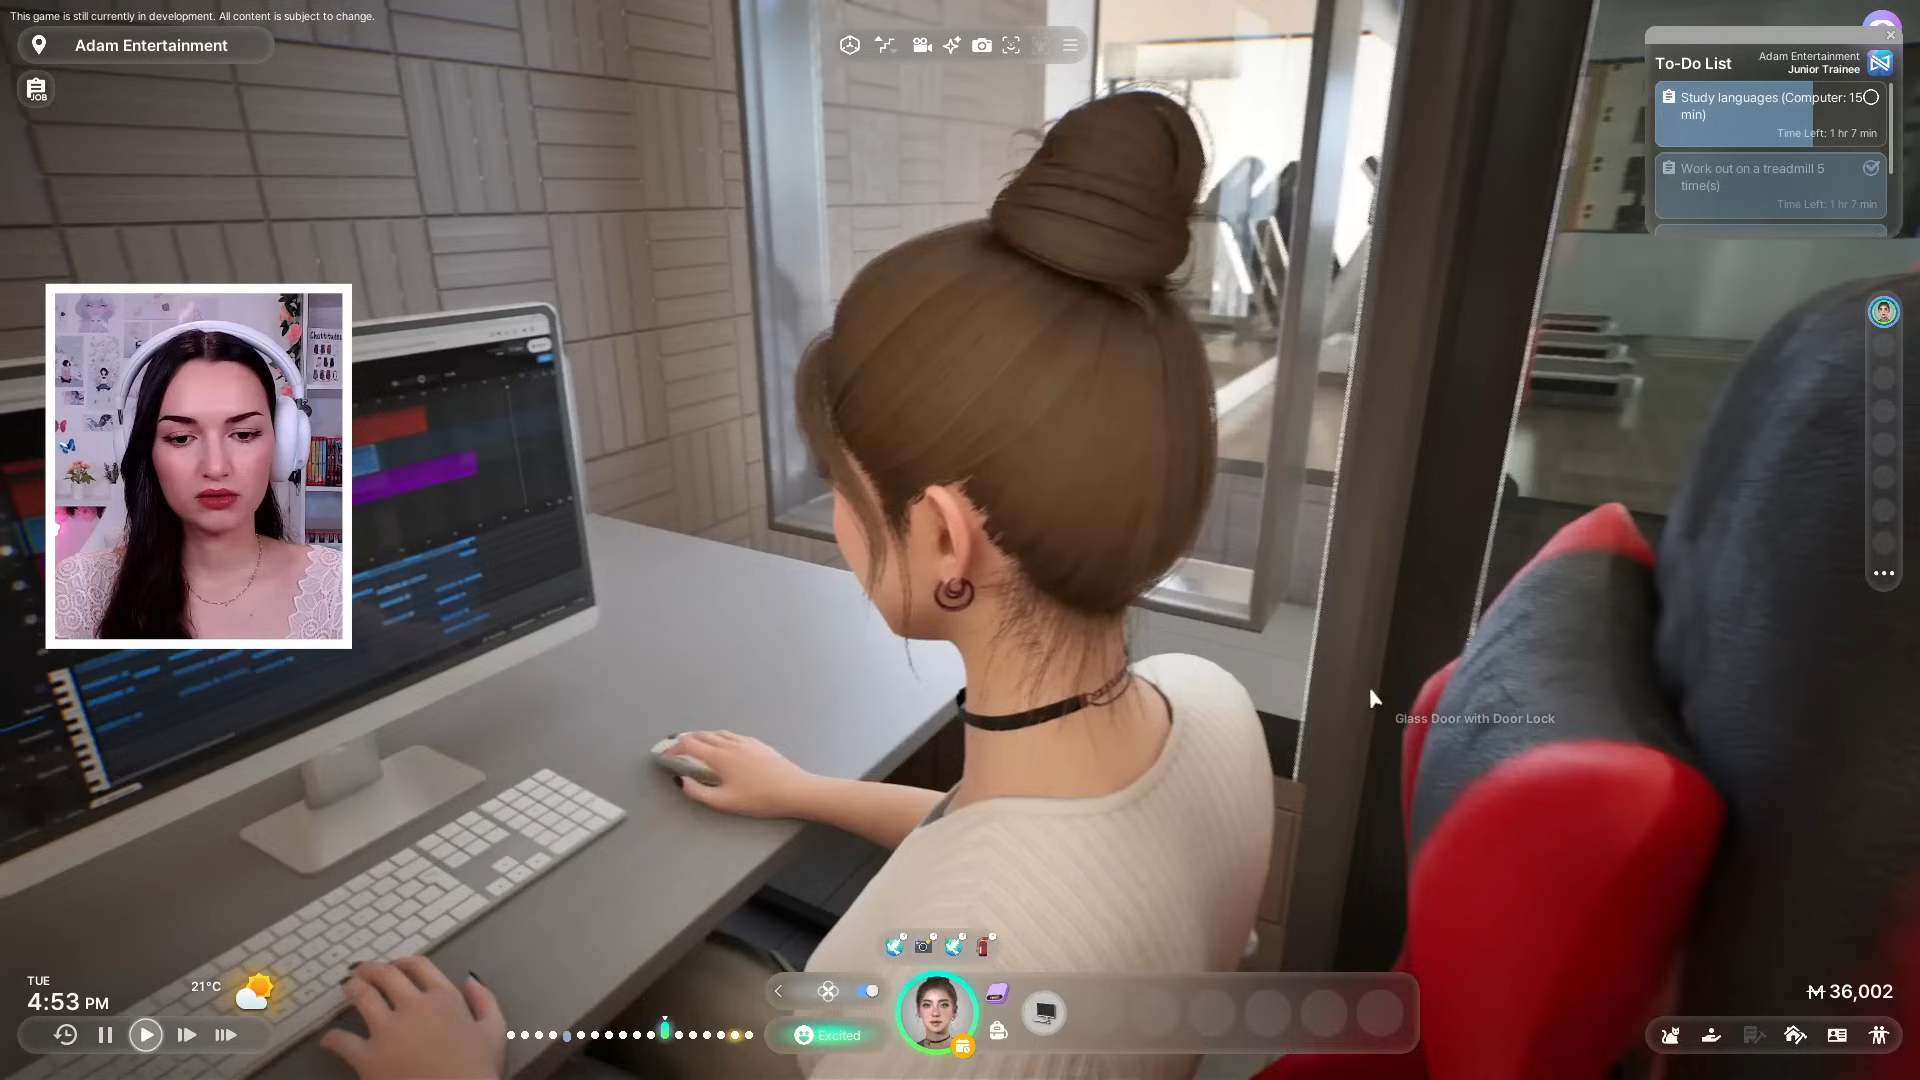 This game is still currently in development. All content is subject to change.
Adam Entertainment
JOB
To-Do List
Adam Entertainment
Junior Trainee
Study languages (Computer: 15
min)
Time Left: 1 hr 7 min
Work out on a treadmill 5
time(s)
Time Left: 1 hr 7 min
Glass Door with Door Lock
TUE
4:53 PM
21°C
Excited
36,002